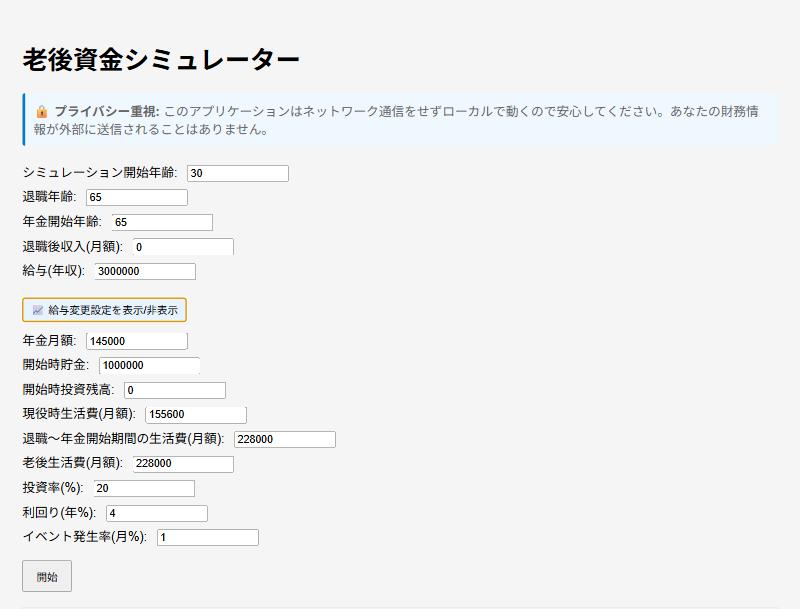 老後資金シミュレーター
🔒 プライバシー重視: このアプリケーションはネットワーク通信をせずローカルで動くので安心してください。あなたの財務情
報が外部に送信されることはありません。
シミュレーション開始年齢: 30
退職年齢: 65
年金開始年齢: 65
退職後収入(月額): 0
給与(年収): 3000000
📈 給与変更設定を表示/非表示
年金月額: 145000
開始時貯金: 1000000
開始時投資残高: 0
現役時生活費(月額): 155600
退職～年金開始期間の生活費(月額): 228000
老後生活費(月額): 228000
投資率(%): 20
利回り(年%): 4
イベント発生率(月%): 1
開始